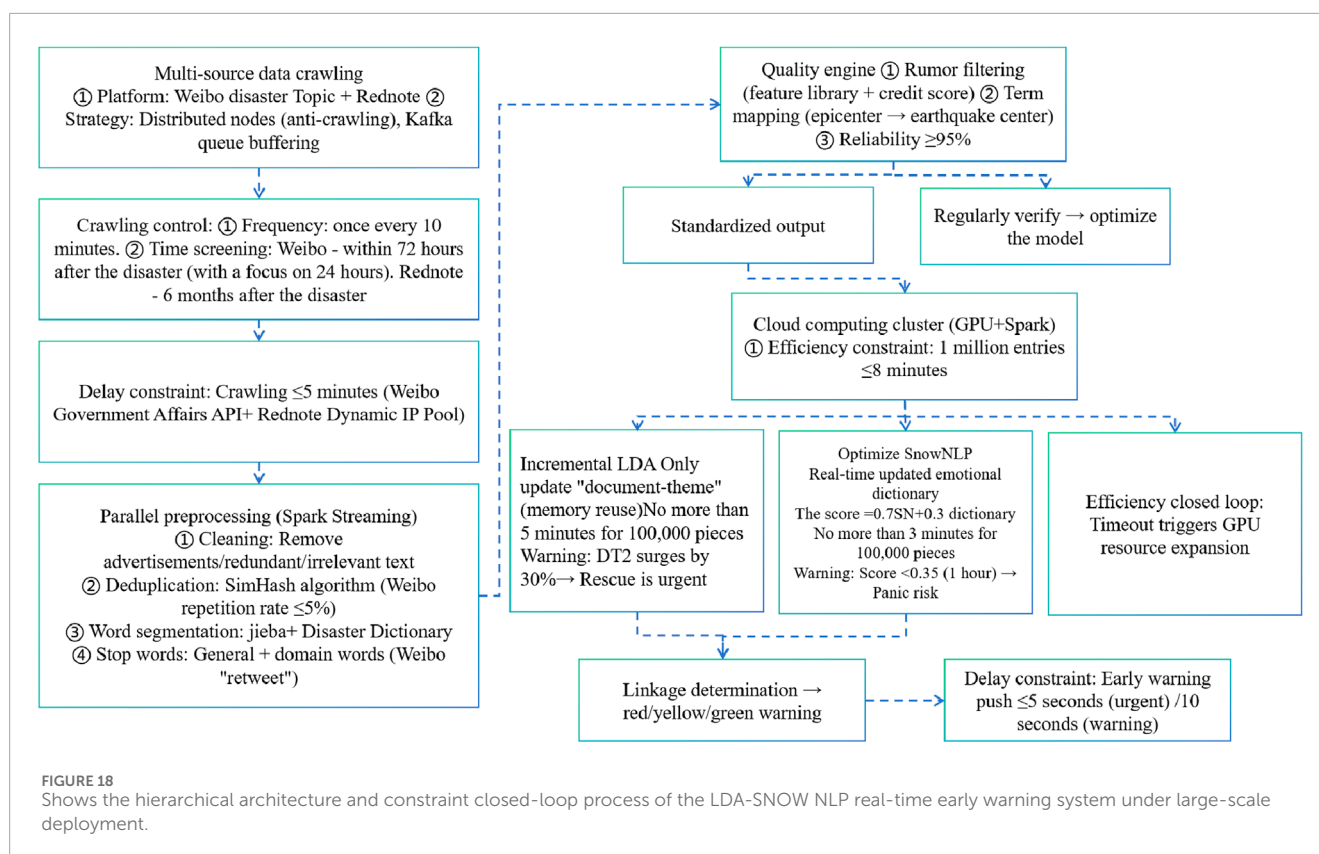 Multi-source data crawling
① Platform: Weibo disaster Topic + Rednote ②
Strategy: Distributed nodes (anti-crawling), Kafka
queue buffering
Crawling control: ① Frequency: once every 10
minutes. ② Time screening: Weibo - within 72 hours
after the disaster (with a focus on 24 hours). Rednote
- 6 months after the disaster
Delay constraint: Crawling ≤5 minutes (Weibo
Government Affairs API+ Rednote Dynamic IP Pool)
Parallel preprocessing (Spark Streaming)
① Cleaning: Remove
advertisements/redundant/irrelevant text
② Deduplication: SimHash algorithm (Weibo
repetition rate ≤5%)
③ Word segmentation: jieba+ Disaster Dictionary
④ Stop words: General + domain words (Weibo
"retweet")
Quality engine ① Rumor filtering
(feature library + credit score) ② Term
mapping (epicenter → earthquake center)
③ Reliability ≥95%
Standardized output
Regularly verify → optimize
the model
Cloud computing cluster (GPU+Spark)
① Efficiency constraint: 1 million entries
≤8 minutes
Incremental LDA Only
update "document-theme"
(memory reuse)No more than
5 minutes for 100,000 pieces
Warning: DT2 surges by
30%→ Rescue is urgent
Optimize SnowNLP
Real-time updated emotional
dictionary
The score =0.7SN+0.3 dictionary
No more than 3 minutes for
100,000 pieces
Warning: Score <0.35 (1 hour) →
Panic risk
Efficiency closed loop:
Timeout triggers GPU
resource expansion
Linkage determination →
red/yellow/green warning
Delay constraint: Early warning
push ≤5 seconds (urgent) /10
seconds (warning)
FIGURE 18
Shows the hierarchical architecture and constraint closed-loop process of the LDA-SNOW NLP real-time early warning system under large-scale
deployment.